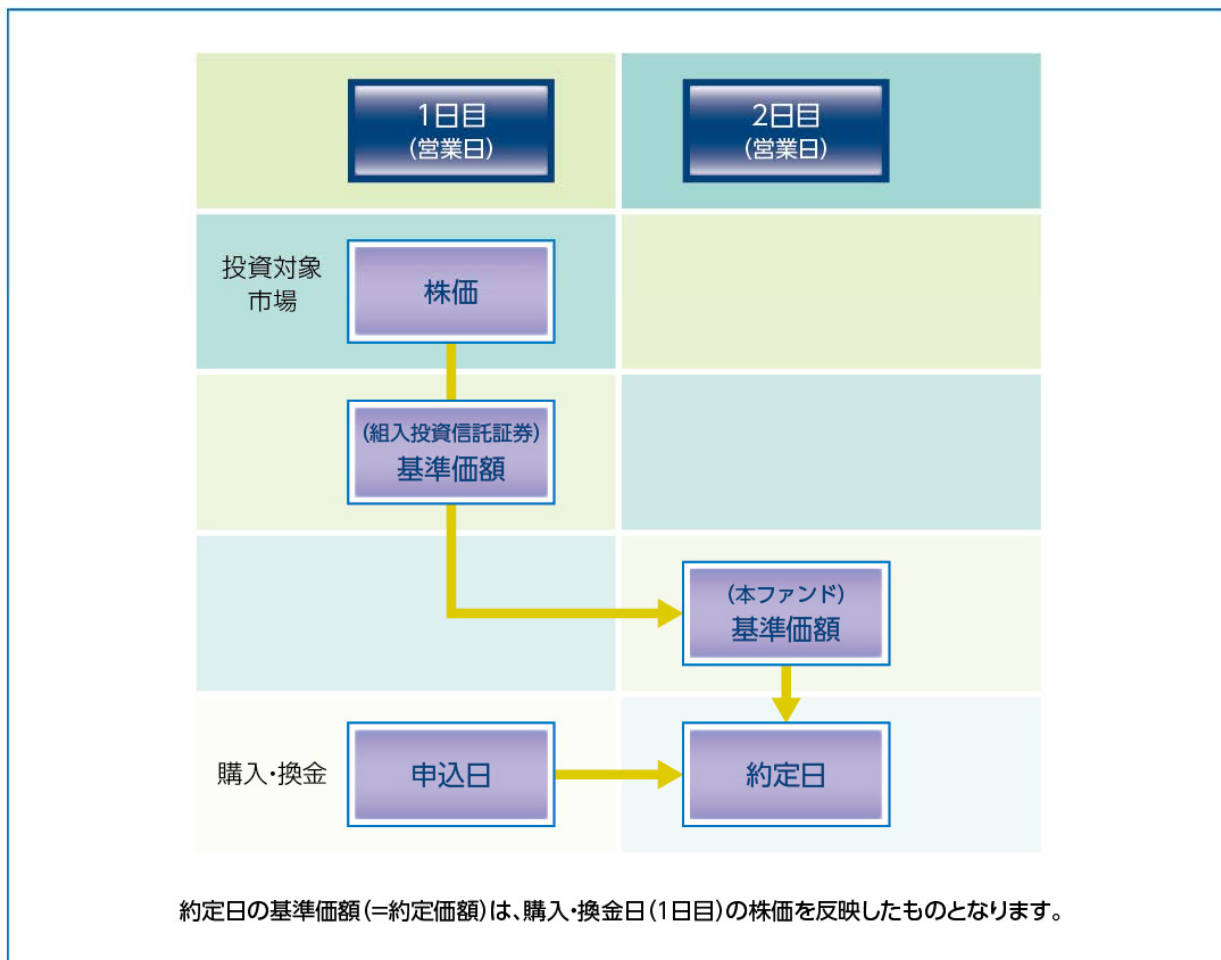 1日目
(営業日)
2日目
(営業日)
投資対象
市場
株価
(組入投資信託証券)
基準価額
(本ファンド)
基準価額
購入・換金
申込日
約定日
約定日の基準価額(=約定価額)は、購入・換金日(1日目)の株価を反映したものとなります。